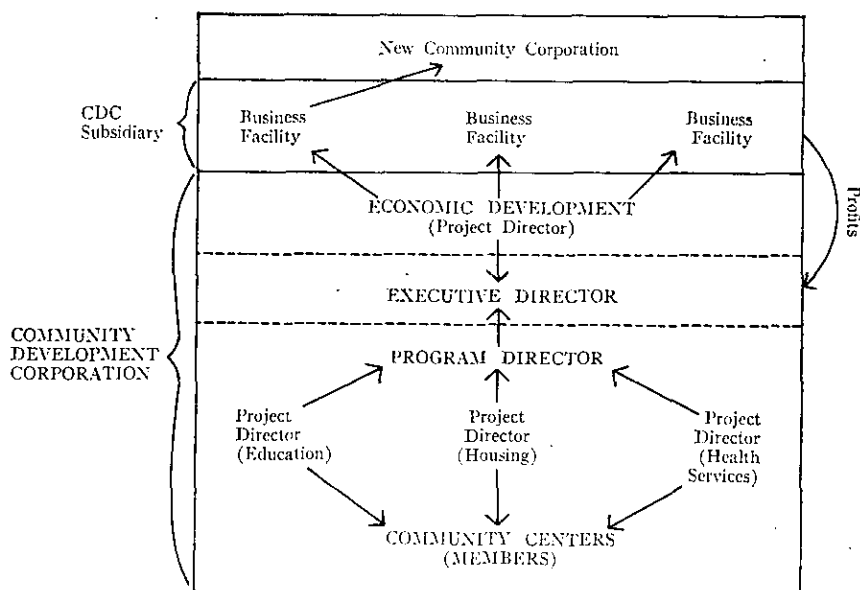 New Community Corporation
CDC
Subsidiary
Business
Facility
Business
Facility
Business
Facility
Profits
ECONOMIC DEVELOPMENT
(Project Director)
EXECUTIVE DIRECTOR
COMMUNITY
DEVELOPMENT
CORPORATION
PROGRAM DIRECTOR
Project
Director
(Education)
Project
Director
(Housing)
Project
Director
(Health
Services)
COMMUNITY CENTERS
(MEMBERS)